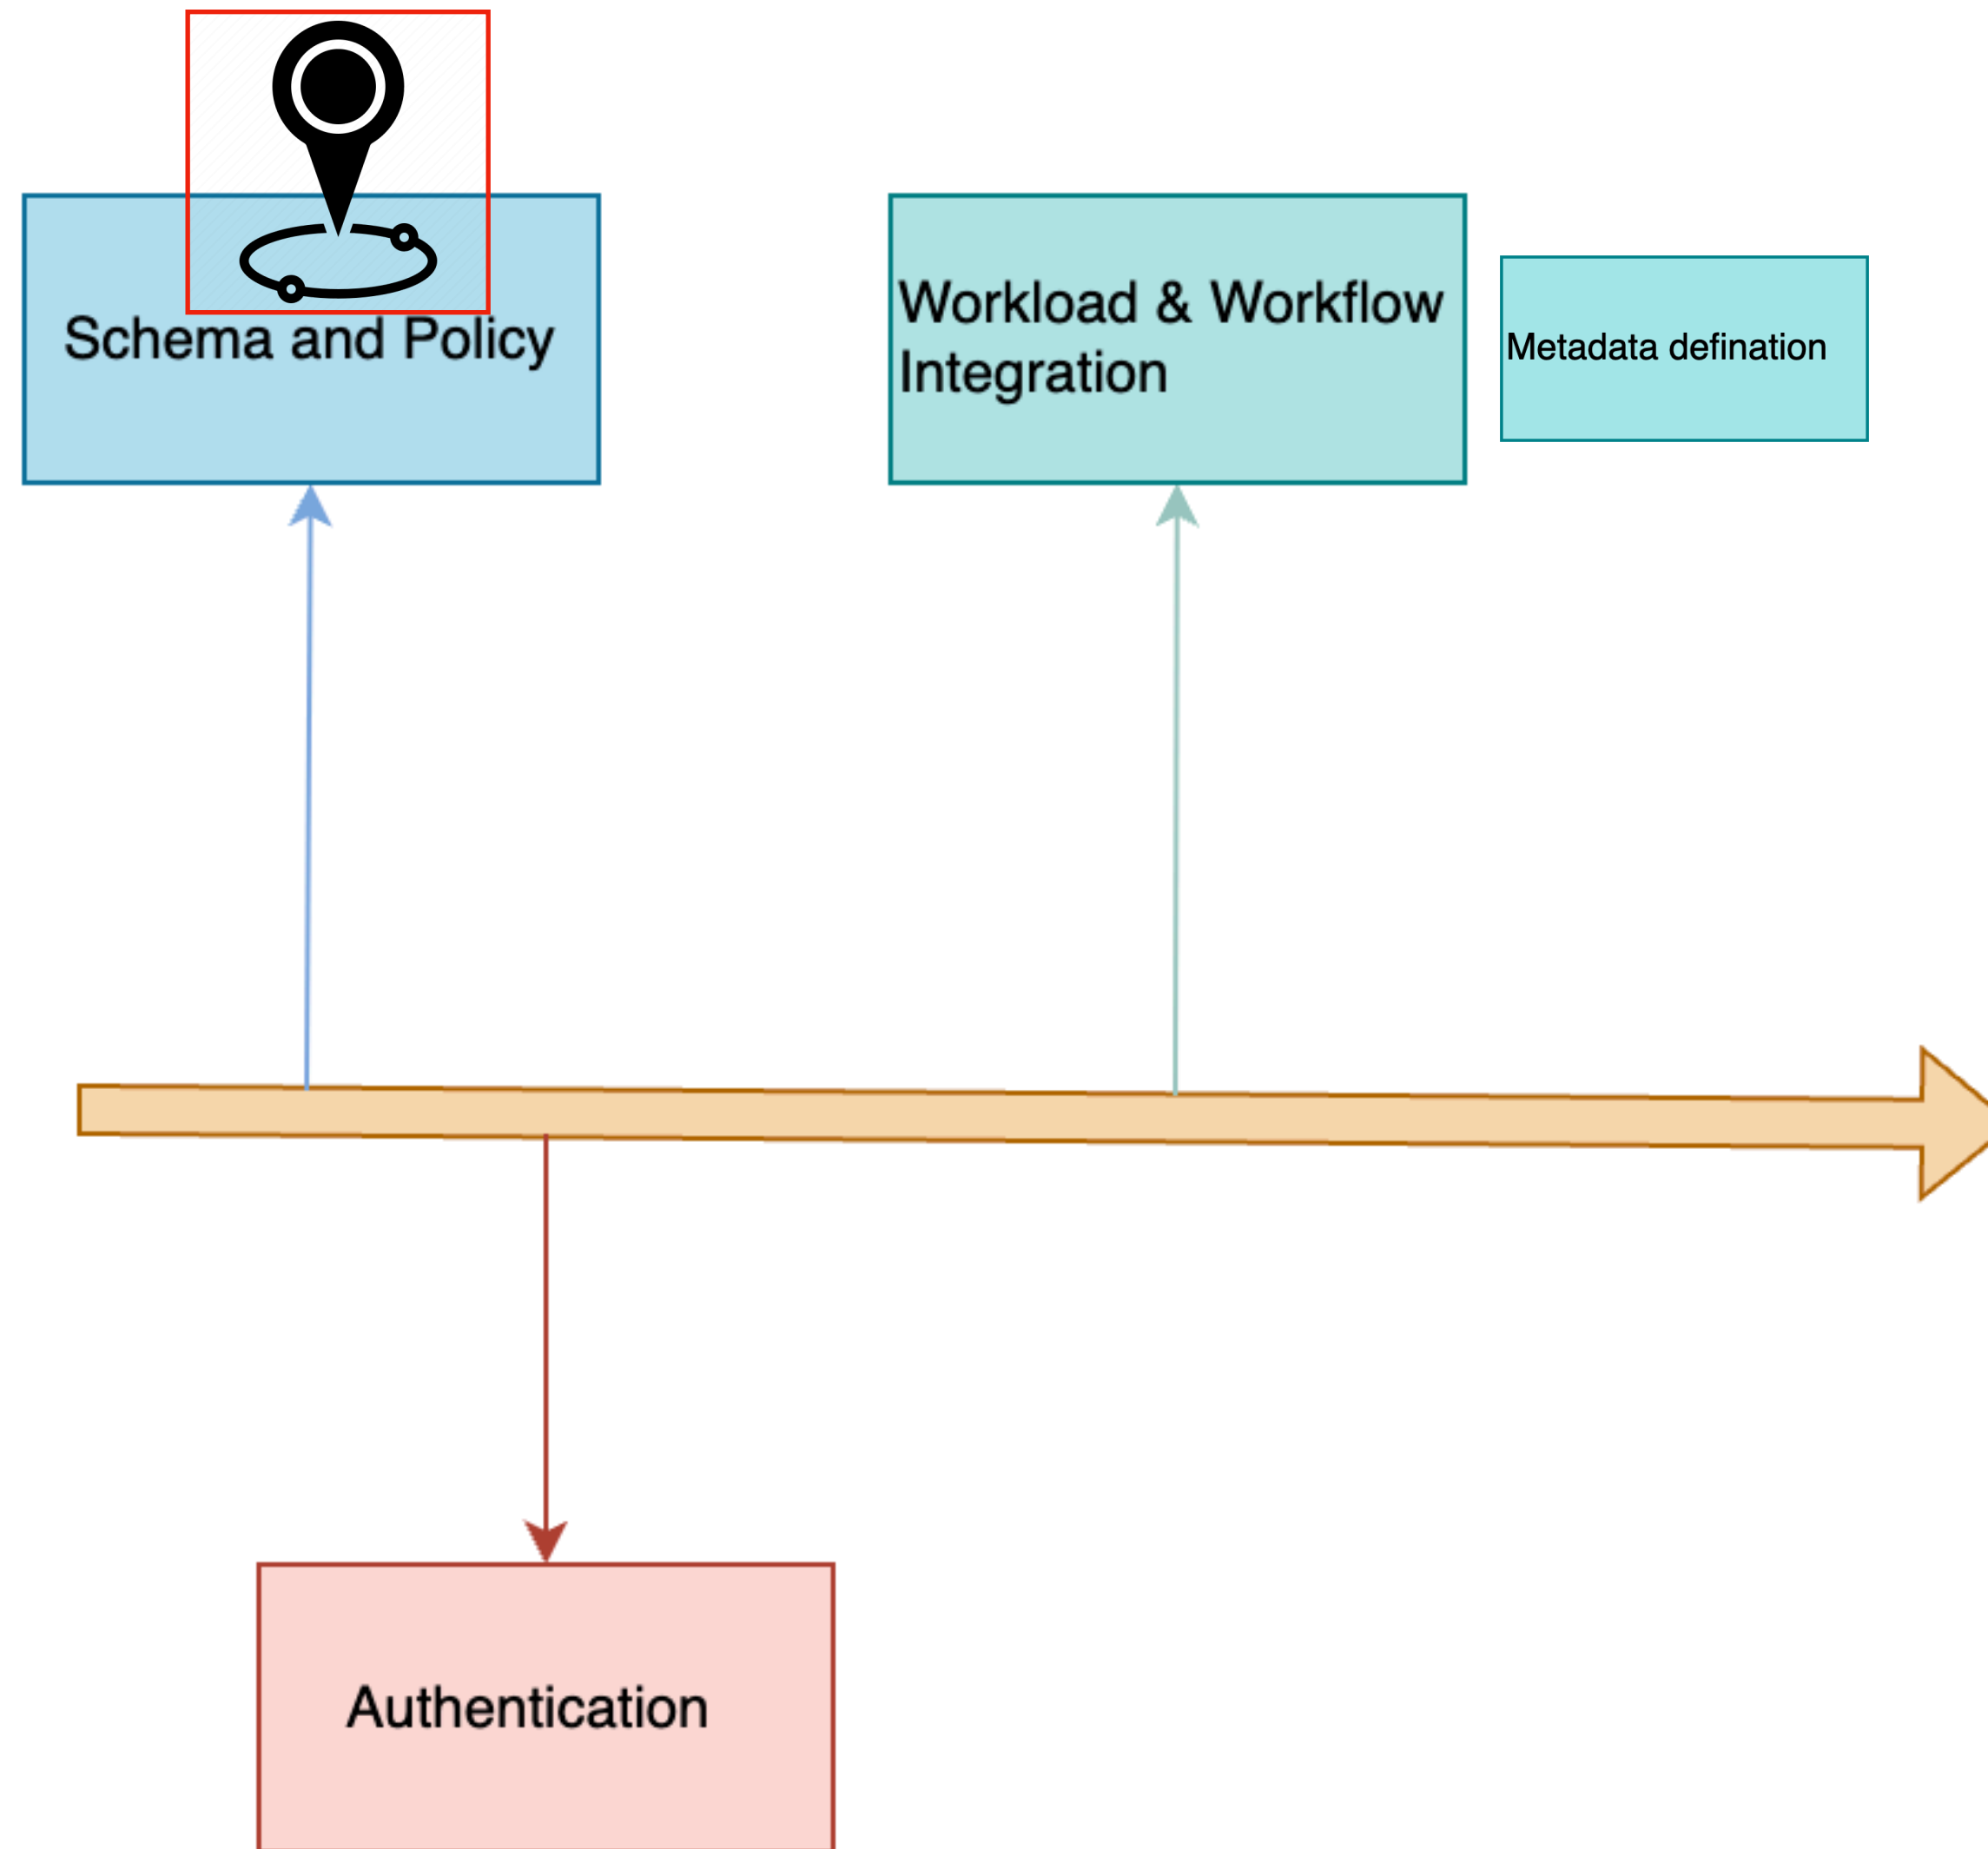 Schema and Policy
Workload & Workflow
Integration
Metadata defination
Authentication